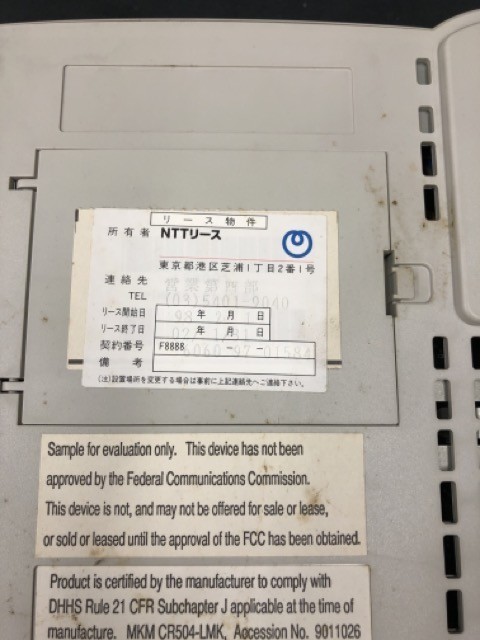 リース物件
所有者 NTTリース
東京都港区芝浦1丁目2番1号
連絡先 営業第四部
TEL (03)5401-9040
リース開始日 年 月 日
リース終了日 年 月 日
契約番号 F8888 - -
備考
(注)設置場所を変更する場合は事前に上記連絡先へご連絡下さい。
Sample for evaluation only. This device has not been
approved by the Federal Communications Commission.
This device is not, and may not be offered for sale or lease,
or sold or leased until the approval of the FCC has been obtained.
Product is certified by the manufacturer to comply with
DHHS Rule 21 CFR Subchapter J applicable at the time of
manufacture. MKM CR504-LMK, Accession No. 9011026